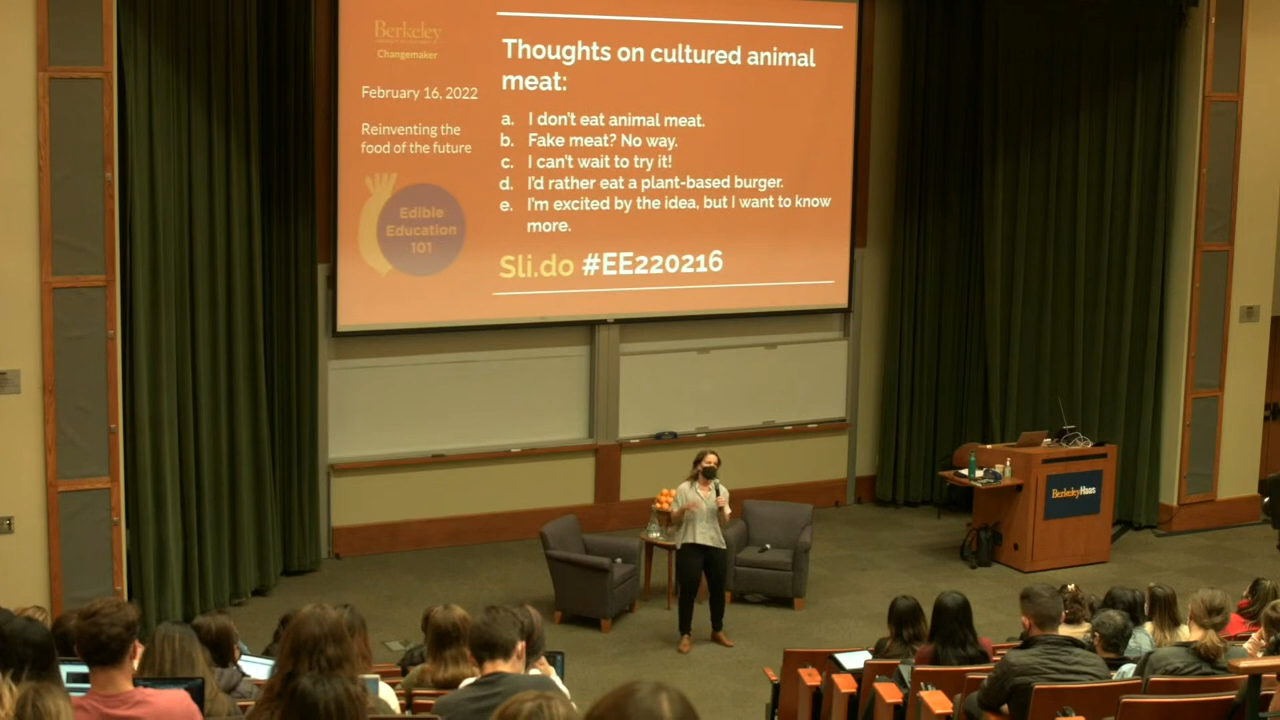 Berkeley
Changemaker
February 16, 2022
Reinventing the
food of the future
Edible
Education
101
Thoughts on cultured animal
meat:
a. I don't eat animal meat.
b. Fake meat? No way.
c. I can't wait to try it!
d. I'd rather eat a plant-based burger.
e. I'm excited by the idea, but I want to know
more.
Sli.do #EE220216
BerkeleyHaas